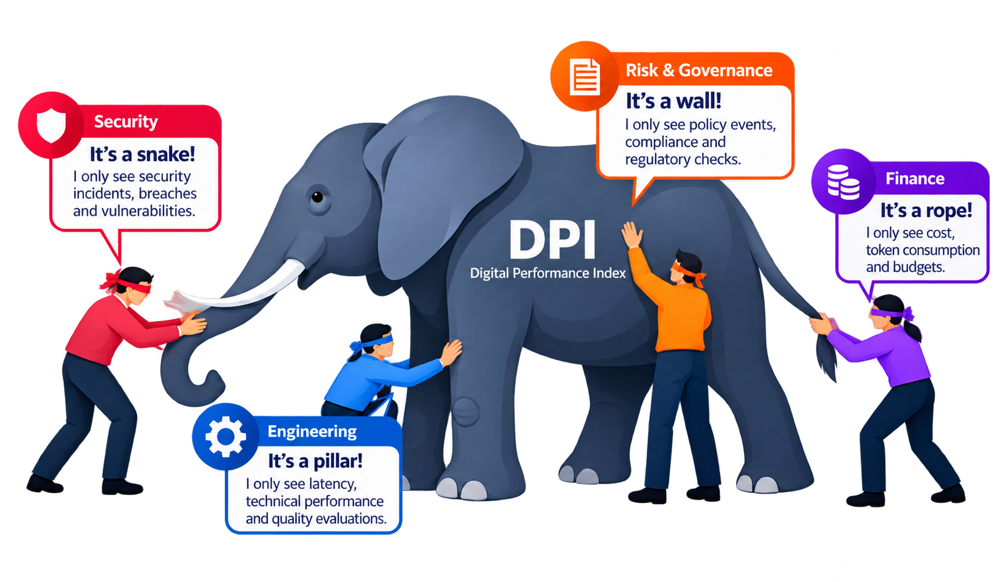 Security
It's a snake!
I only see security
incidents, breaches
and vulnerabilities.
Risk & Governance
It's a wall!
I only see policy events,
compliance and
regulatory checks.
Finance
It's a rope!
I only see cost,
token consumption
and budgets.
DPI
Digital Performance Index
Engineering
It's a pillar!
I only see latency,
technical performance
and quality evaluations.